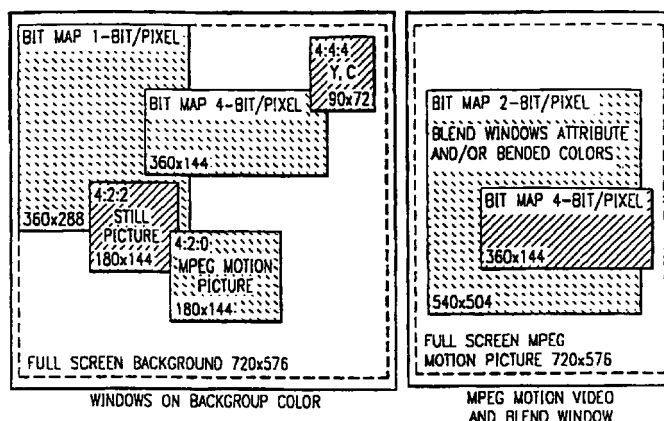 BIT MAP 1-BIT/PIXEL
4:4:4
Y, C
90x72
BIT MAP 4-BIT/PIXEL
360x144
360x288
4:2:2
STILL
PICTURE
180x144
4:2:0
MPEG MOTION
PICTURE
180x144
FULL SCREEN BACKGROUND 720x576
WINDOWS ON BACKGROUP COLOR
BIT MAP 2-BIT/PIXEL
BLEND WINDOWS ATTRIBUTE
AND/OR BENDED COLORS
BIT MAP 4-BIT/PIXEL
360x144
540x504
FULL SCREEN MPEG
MOTION PICTURE 720x576
MPEG MOTION VIDEO
AND BLEND WINDOW